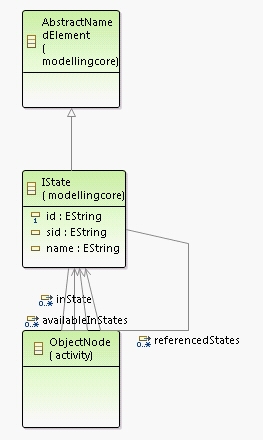 AbstractName
dElement
(
modellingcore)
IState
( modellingcore)
id : EString
1
sid : EString
name : EString
inState
0..*
availableInStates
0..*
referencedStates
0..*
ObjectNode
( activity)